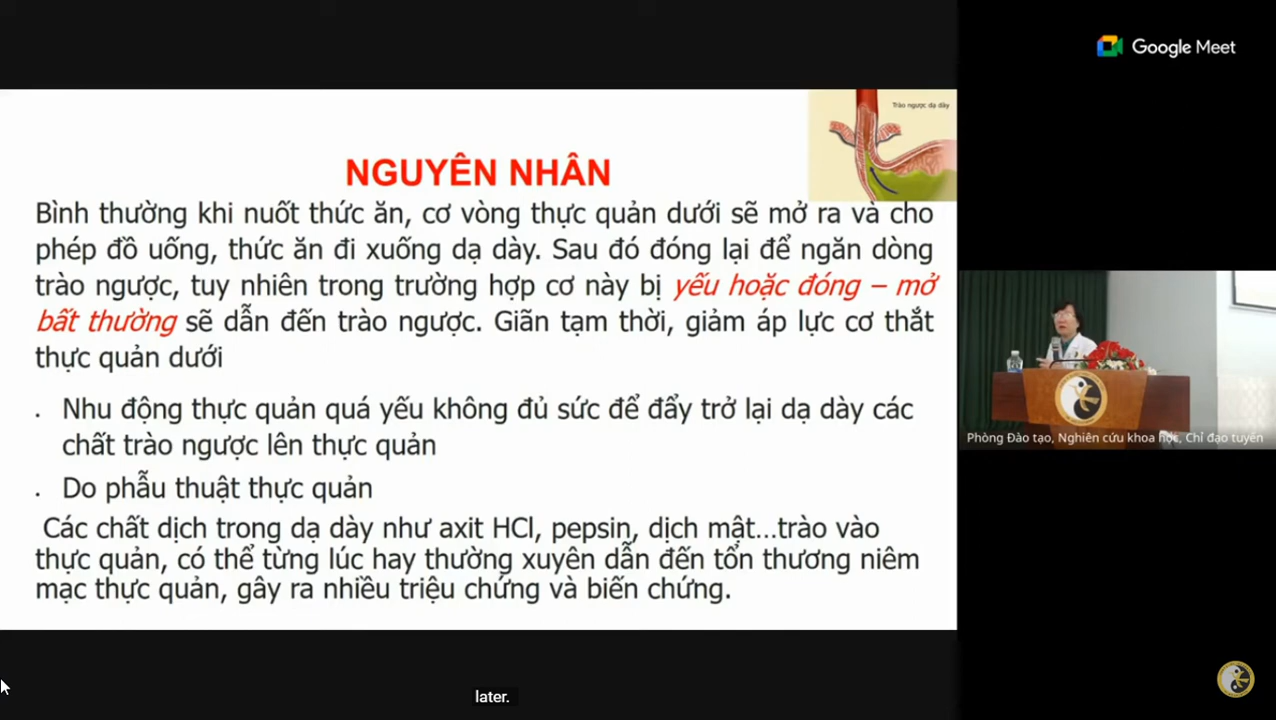 Google Meet
Trào ngược dạ dày
NGUYÊN NHÂN
Bình thường khi nuốt thức ăn, cơ vòng thực quản dưới sẽ mở ra và cho
phép đồ uống, thức ăn đi xuống dạ dày. Sau đó đóng lại để ngăn dòng
trào ngược, tuy nhiên trong trường hợp cơ này bị yếu hoặc đóng – mở
bất thường sẽ dẫn đến trào ngược. Giãn tạm thời, giảm áp lực cơ thắt
thực quản dưới
. Nhu động thực quản quá yếu không đủ sức để đẩy trở lại dạ dày các
chất trào ngược lên thực quản
. Do phẫu thuật thực quản
Các chất dịch trong dạ dày như axit HCl, pepsin, dịch mật...trào vào
thực quản, có thể từng lúc hay thường xuyên dẫn đến tổn thương niêm
mạc thực quản, gây ra nhiều triệu chứng và biến chứng.
Phòng Đào tạo, Nghiên cứu khoa học, Chỉ đạo tuyến
later.